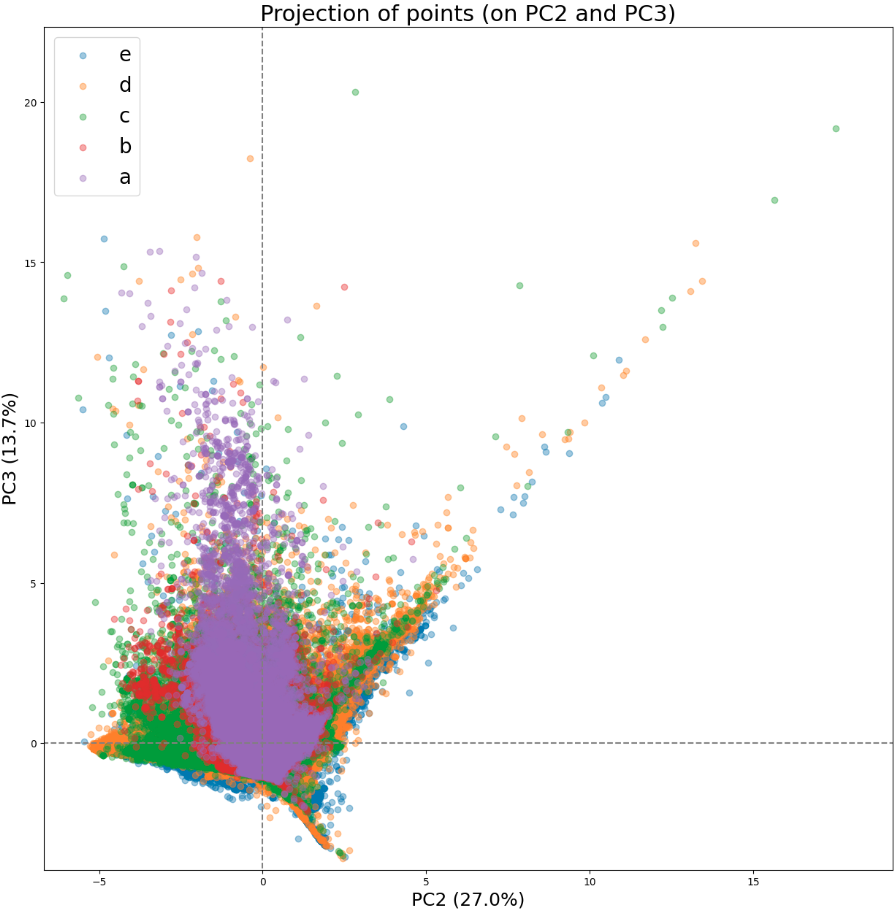 Projection of points (on PC2 and PC3)
e
d
c
b
a
20
15
10
5
0
PC3 (13.7%)
−5
0
5
10
15
PC2 (27.0%)